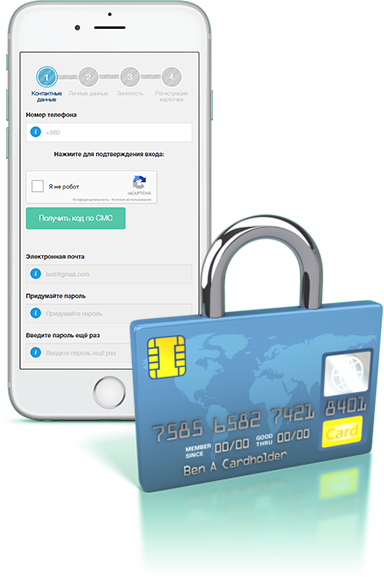 1 2 3 4
Контактные данные
Личные данные
Занятость
Регистрация карточки
Номер телефона
+380
Нажмите для подтверждения входа:
Я не робот
reCAPTCHA
Конфиденциальность - Условия использования
Получить код по СМС
Электронная почта
test@gmail.com
Придумайте пароль
Придумайте пароль
Введите пароль ещё раз
Введите пароль ещё раз
7585 6582 7421 8401
MEMBER SINCE 00/00 GOOD THRU 00/00
Card
Ben A Cardholder